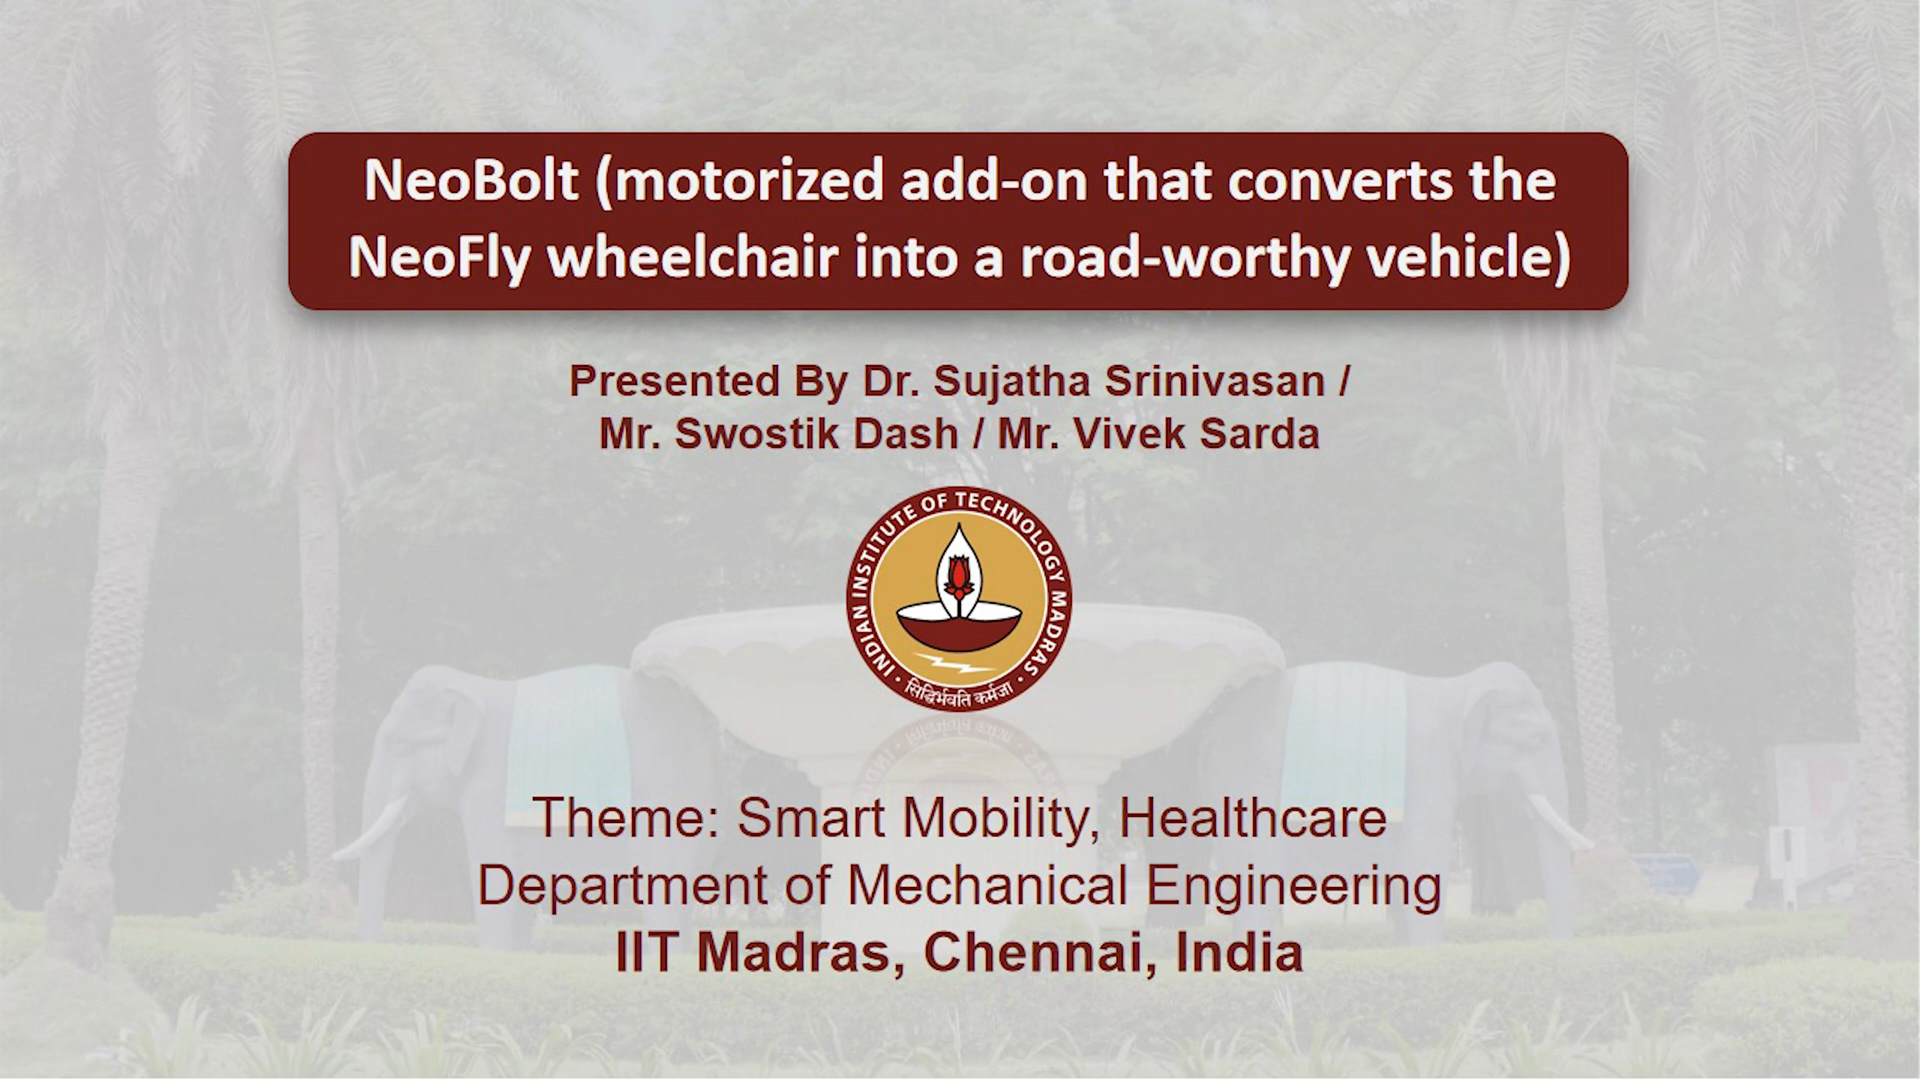 NeoBolt (motorized add-on that converts the
NeoFly wheelchair into a road-worthy vehicle)
Presented By Dr. Sujatha Srinivasan /
Mr. Swostik Dash / Mr. Vivek Sarda
INDIAN INSTITUTE OF TECHNOLOGY MADRAS
सिद्धिर्भवति कर्मजा
Theme: Smart Mobility, Healthcare
Department of Mechanical Engineering
IIT Madras, Chennai, India